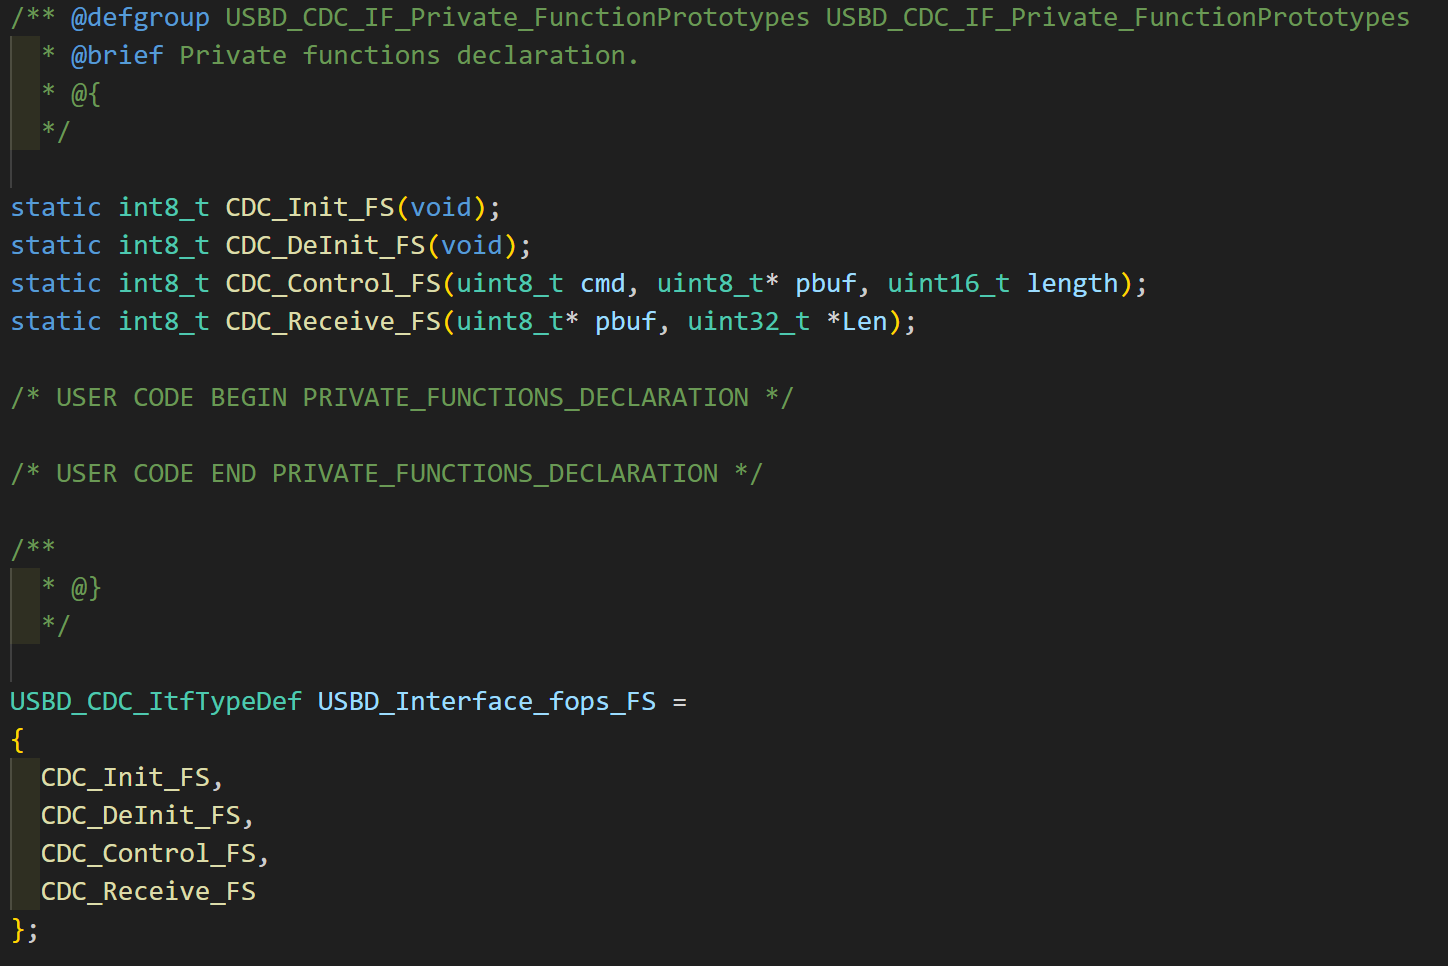 /** @defgroup USBD_CDC_IF_Private_FunctionPrototypes USBD_CDC_IF_Private_FunctionPrototypes
  * @brief Private functions declaration.
  * @{
  */

static int8_t CDC_Init_FS(void);
static int8_t CDC_DeInit_FS(void);
static int8_t CDC_Control_FS(uint8_t cmd, uint8_t* pbuf, uint16_t length);
static int8_t CDC_Receive_FS(uint8_t* pbuf, uint32_t *Len);

/* USER CODE BEGIN PRIVATE_FUNCTIONS_DECLARATION */

/* USER CODE END PRIVATE_FUNCTIONS_DECLARATION */

/**
  * @}
  */

USBD_CDC_ItfTypeDef USBD_Interface_fops_FS =
{
  CDC_Init_FS,
  CDC_DeInit_FS,
  CDC_Control_FS,
  CDC_Receive_FS
};